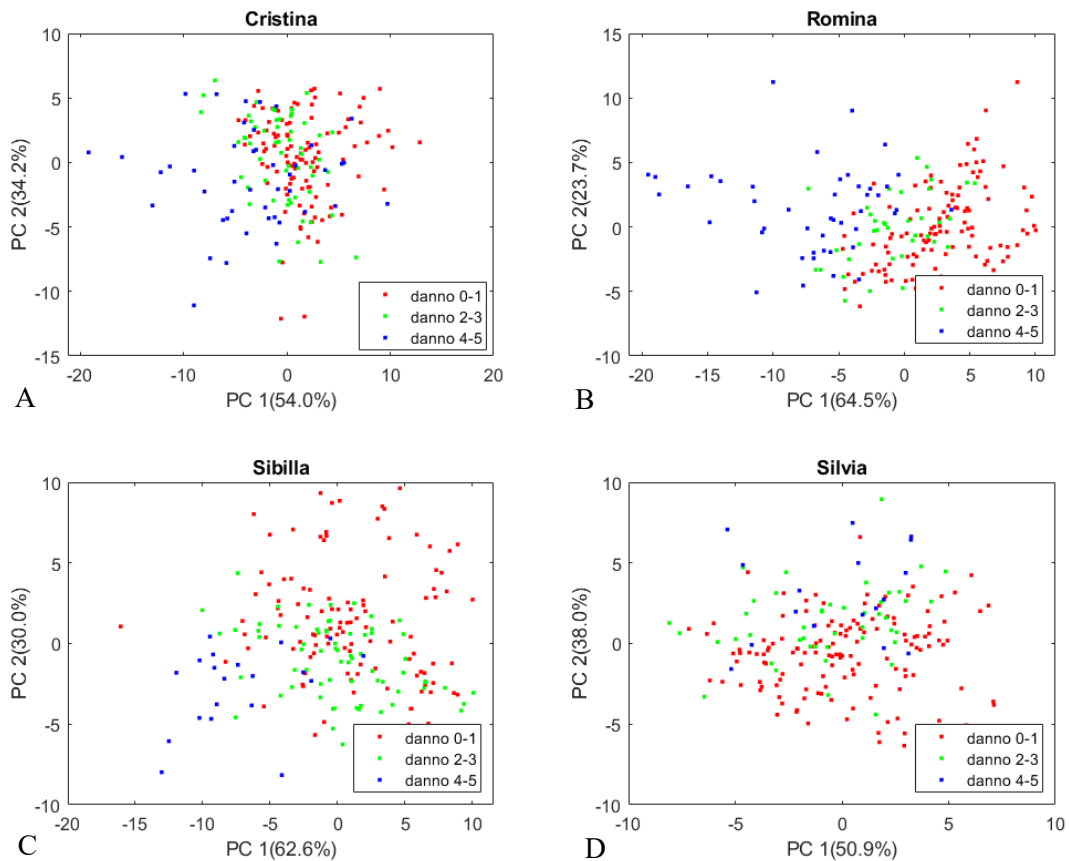 Cristina
10
5
0
-5
-10
-15
PC 2(34.2%)
-20
-10
0
10
20
PC 1(54.0%)
danno 0-1
danno 2-3
danno 4-5
A
Romina
15
10
5
0
-5
-10
PC 2(23.7%)
-20
-15
-10
-5
0
5
10
PC 1(64.5%)
danno 0-1
danno 2-3
danno 4-5
B
Sibilla
10
5
0
-5
-10
PC 2(30.0%)
-20
-15
-10
-5
0
5
10
PC 1(62.6%)
danno 0-1
danno 2-3
danno 4-5
C
Silvia
10
5
0
-5
-10
PC 2(38.0%)
-10
-5
0
5
10
PC 1(50.9%)
danno 0-1
danno 2-3
danno 4-5
D